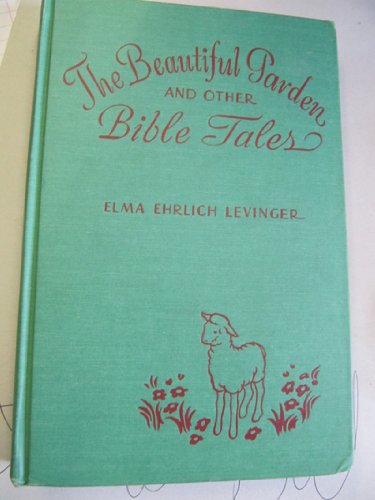 The Beautiful Garden
AND OTHER
Bible Tales
ELMA EHRLICH LEVINGER